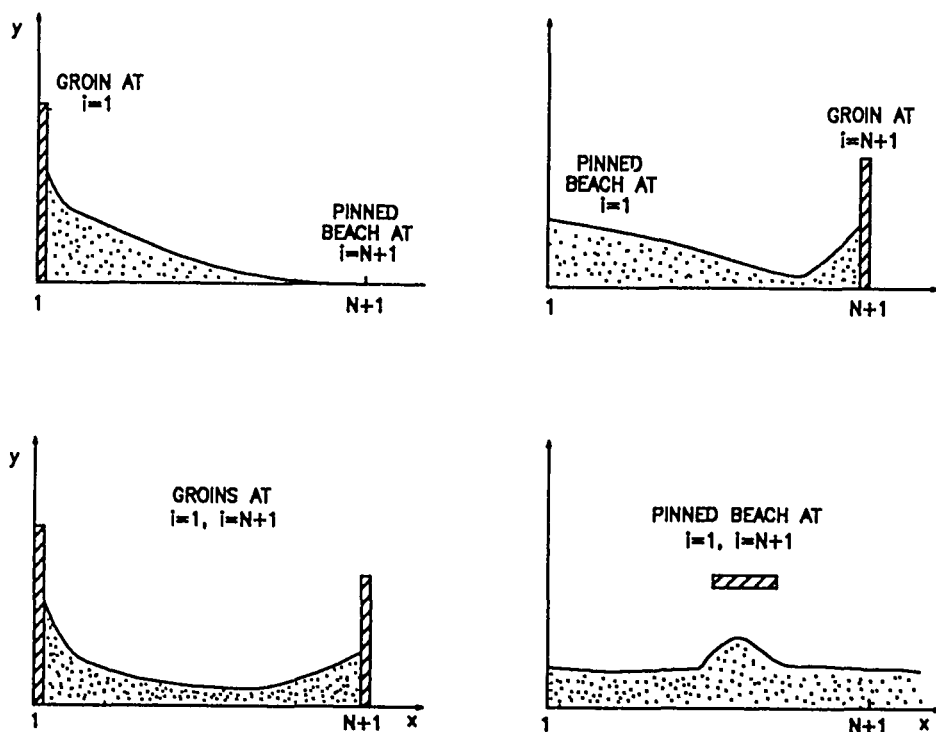 y
GROIN AT
i=1
PINNED
BEACH AT
i=N+1
1
N+1
PINNED
BEACH AT
i=1
GROIN AT
i=N+1
1
N+1
y
GROINS AT
i=1, i=N+1
1
N+1
x
PINNED BEACH AT
i=1, i=N+1
1
N+1
x